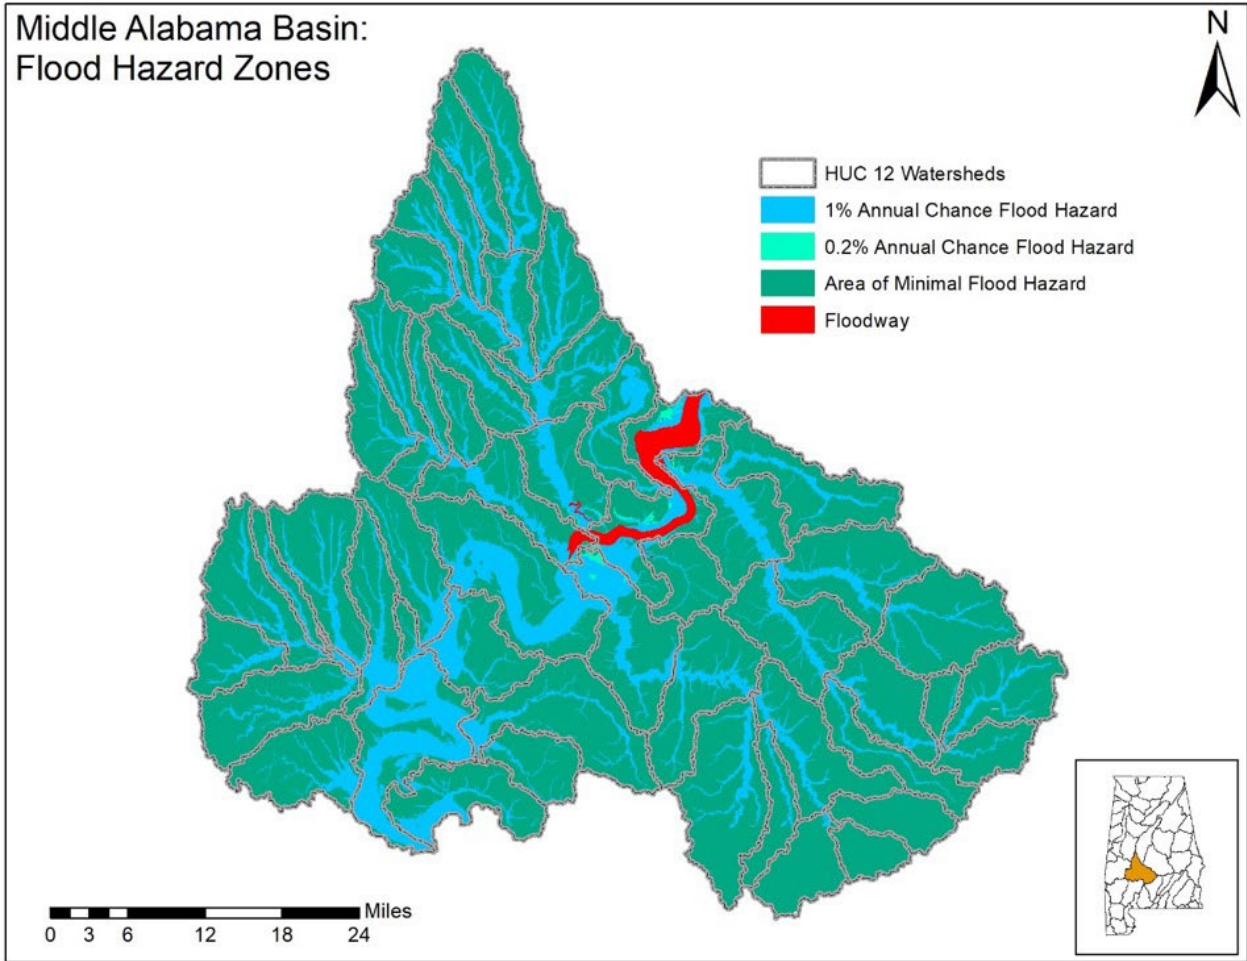 Middle Alabama Basin:
Flood Hazard Zones
N
HUC 12 Watersheds
1% Annual Chance Flood Hazard
0.2% Annual Chance Flood Hazard
Area of Minimal Flood Hazard
Floodway
Miles
0 3 6 12 18 24